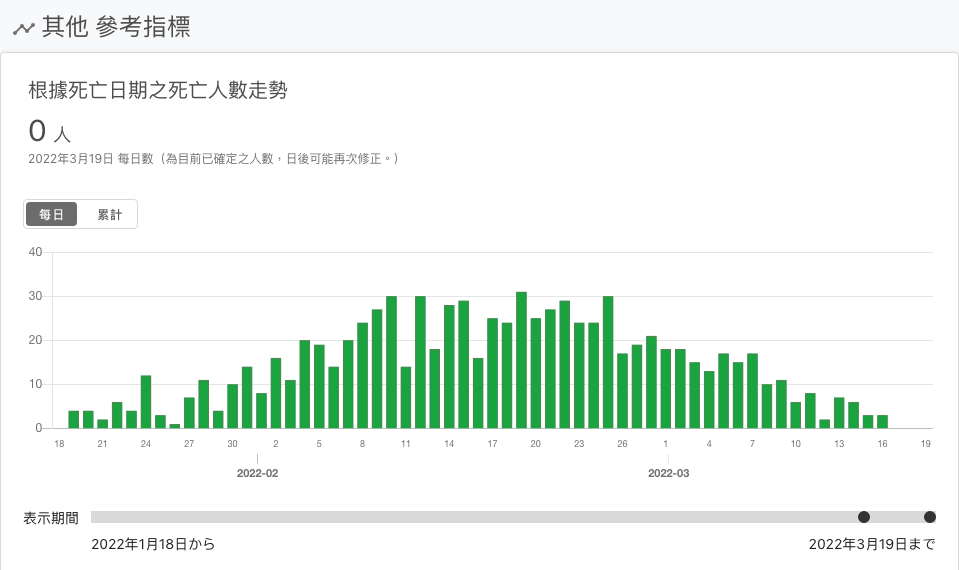 其他 參考指標
根據死亡日期之死亡人數走勢
0 人
2022年3月19日 每日數（為目前已確定之人數，日後可能再次修正。）
每日 累計
40
30
20
10
0
18 21 24 27 30 2 5 8 11 14 17 20 23 26 1 4 7 10 13 16 19
2022-02 2022-03
表示期間
2022年1月18日から 2022年3月19日まで